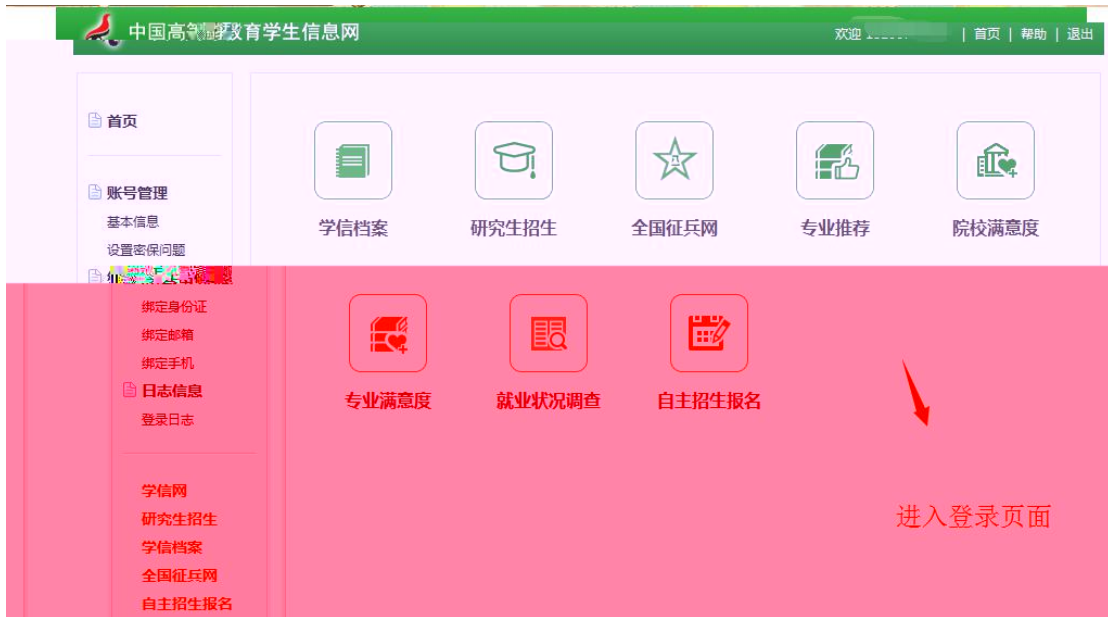 中国高等教育学生信息网
欢迎 | 首页 | 帮助 | 退出
首页
账号管理
基本信息
设置密保问题
绑定身份证
绑定邮箱
绑定手机
日志信息
登录日志
学信网
研究生招生
学信档案
全国征兵网
自主招生报名
学信档案
研究生招生
全国征兵网
专业推荐
院校满意度
专业满意度
就业状况调查
自主招生报名
进入登录页面